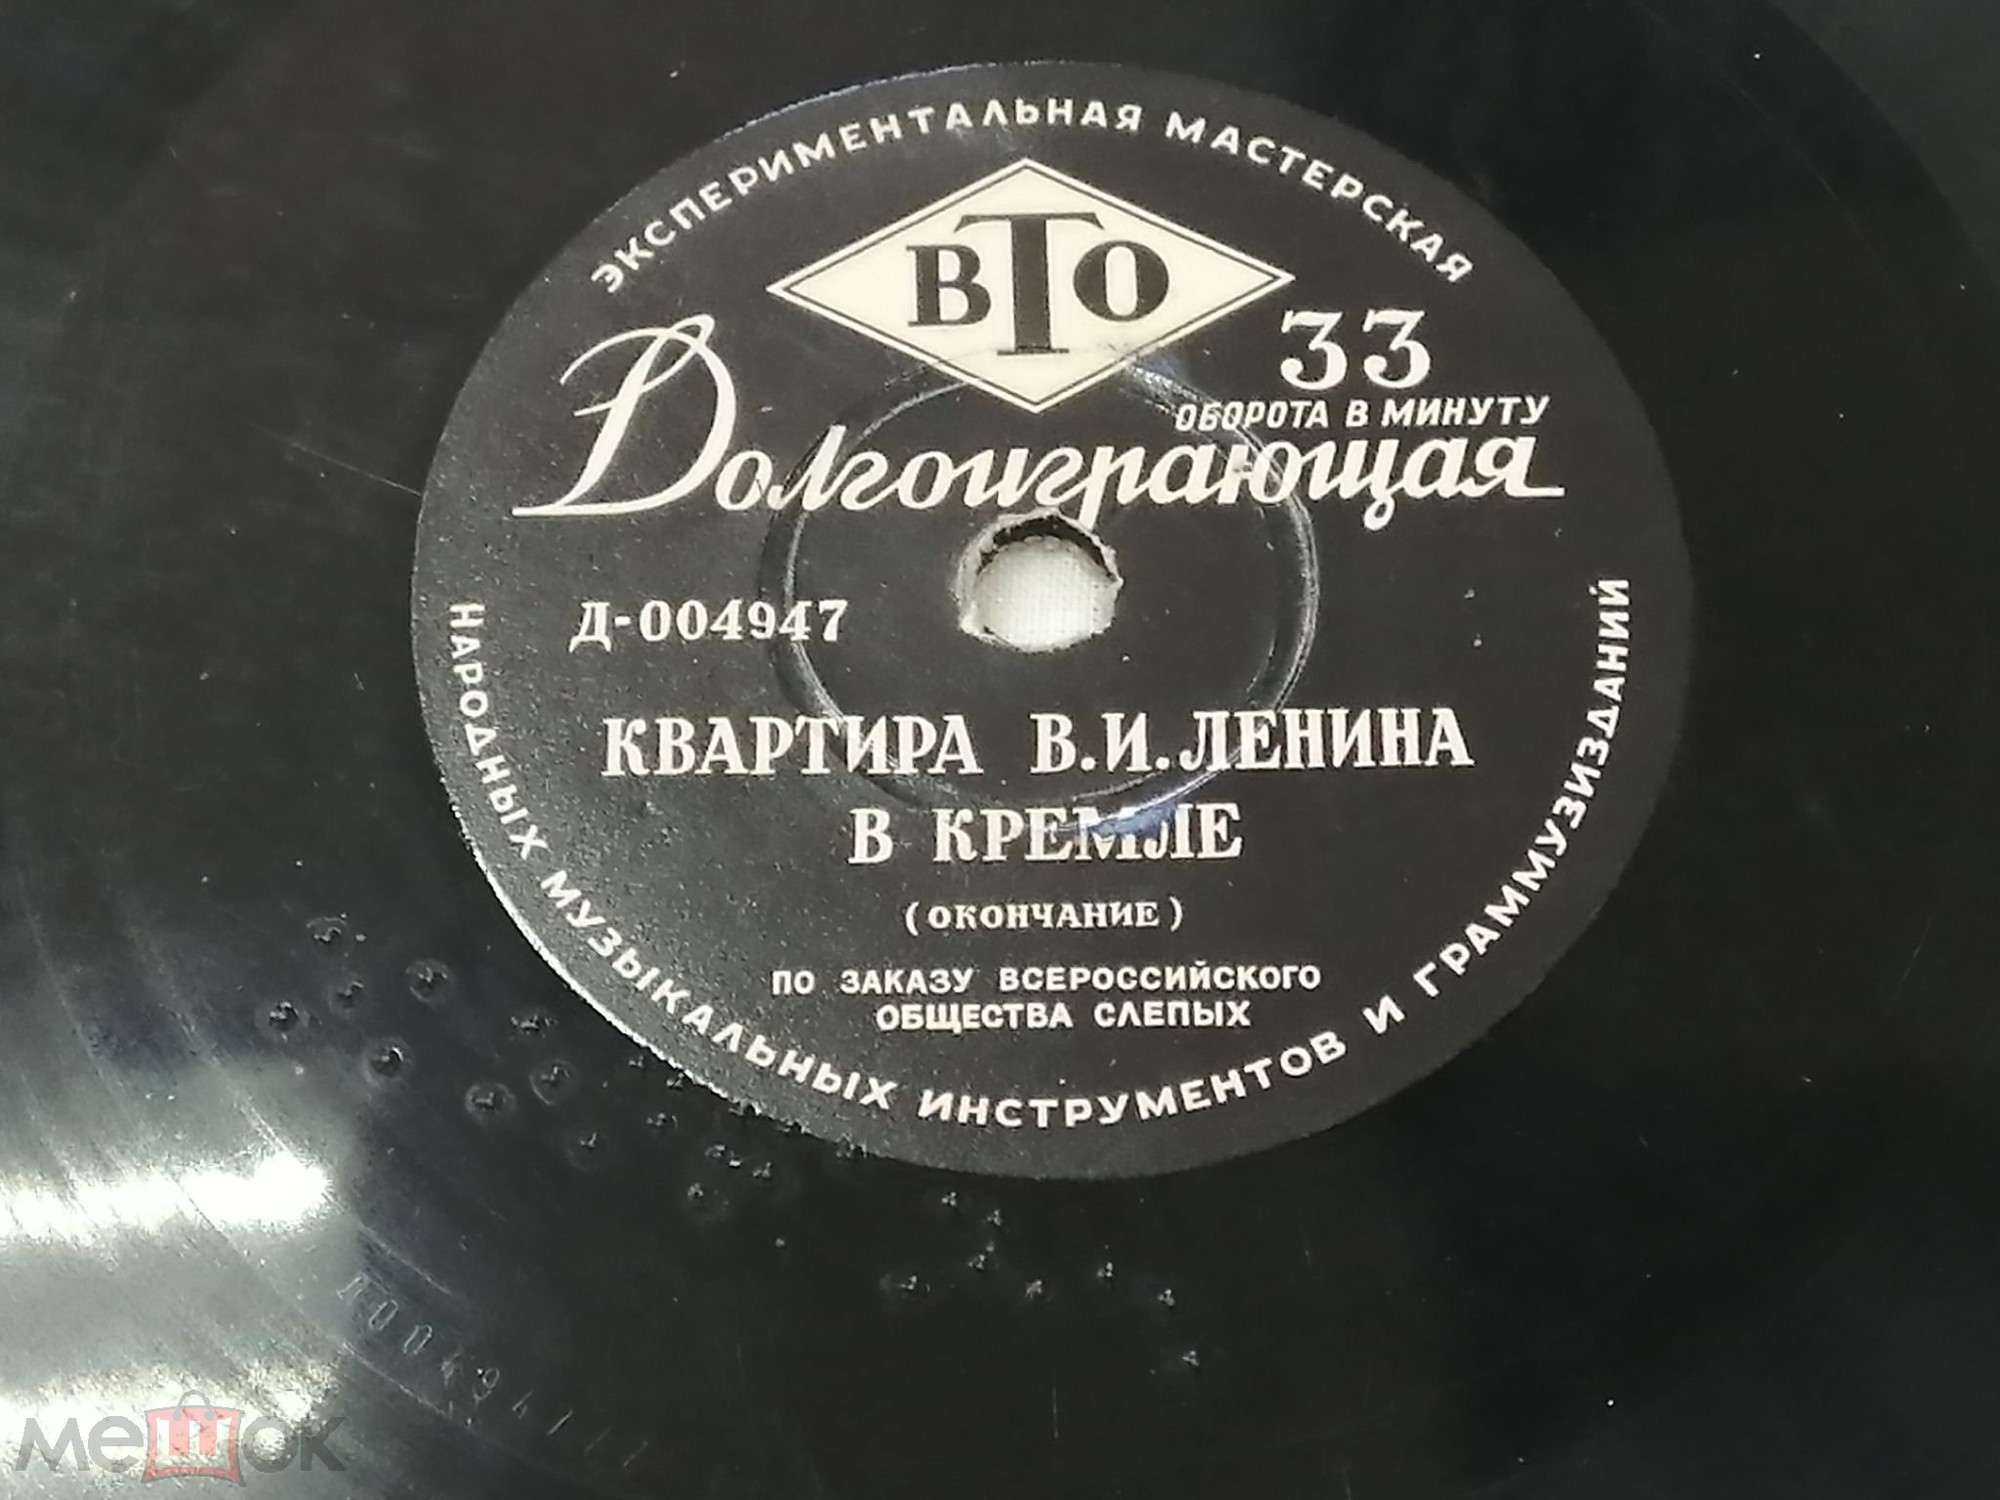 ЭКСПЕРИМЕНТАЛЬНАЯ МАСТЕРСКАЯ
ВТО
33
ОБОРОТА В МИНУТУ
Долгоиграющая
Д-004947
КВАРТИРА В.И.ЛЕНИНА
В КРЕМЛЕ
(ОКОНЧАНИЕ)
ПО ЗАКАЗУ ВСЕРОССИЙСКОГО
ОБЩЕСТВА СЛЕПЫХ
НАРОДНЫХ МУЗЫКАЛЬНЫХ ИНСТРУМЕНТОВ И ГРАММУЗИЗДАНИЙ
мешок